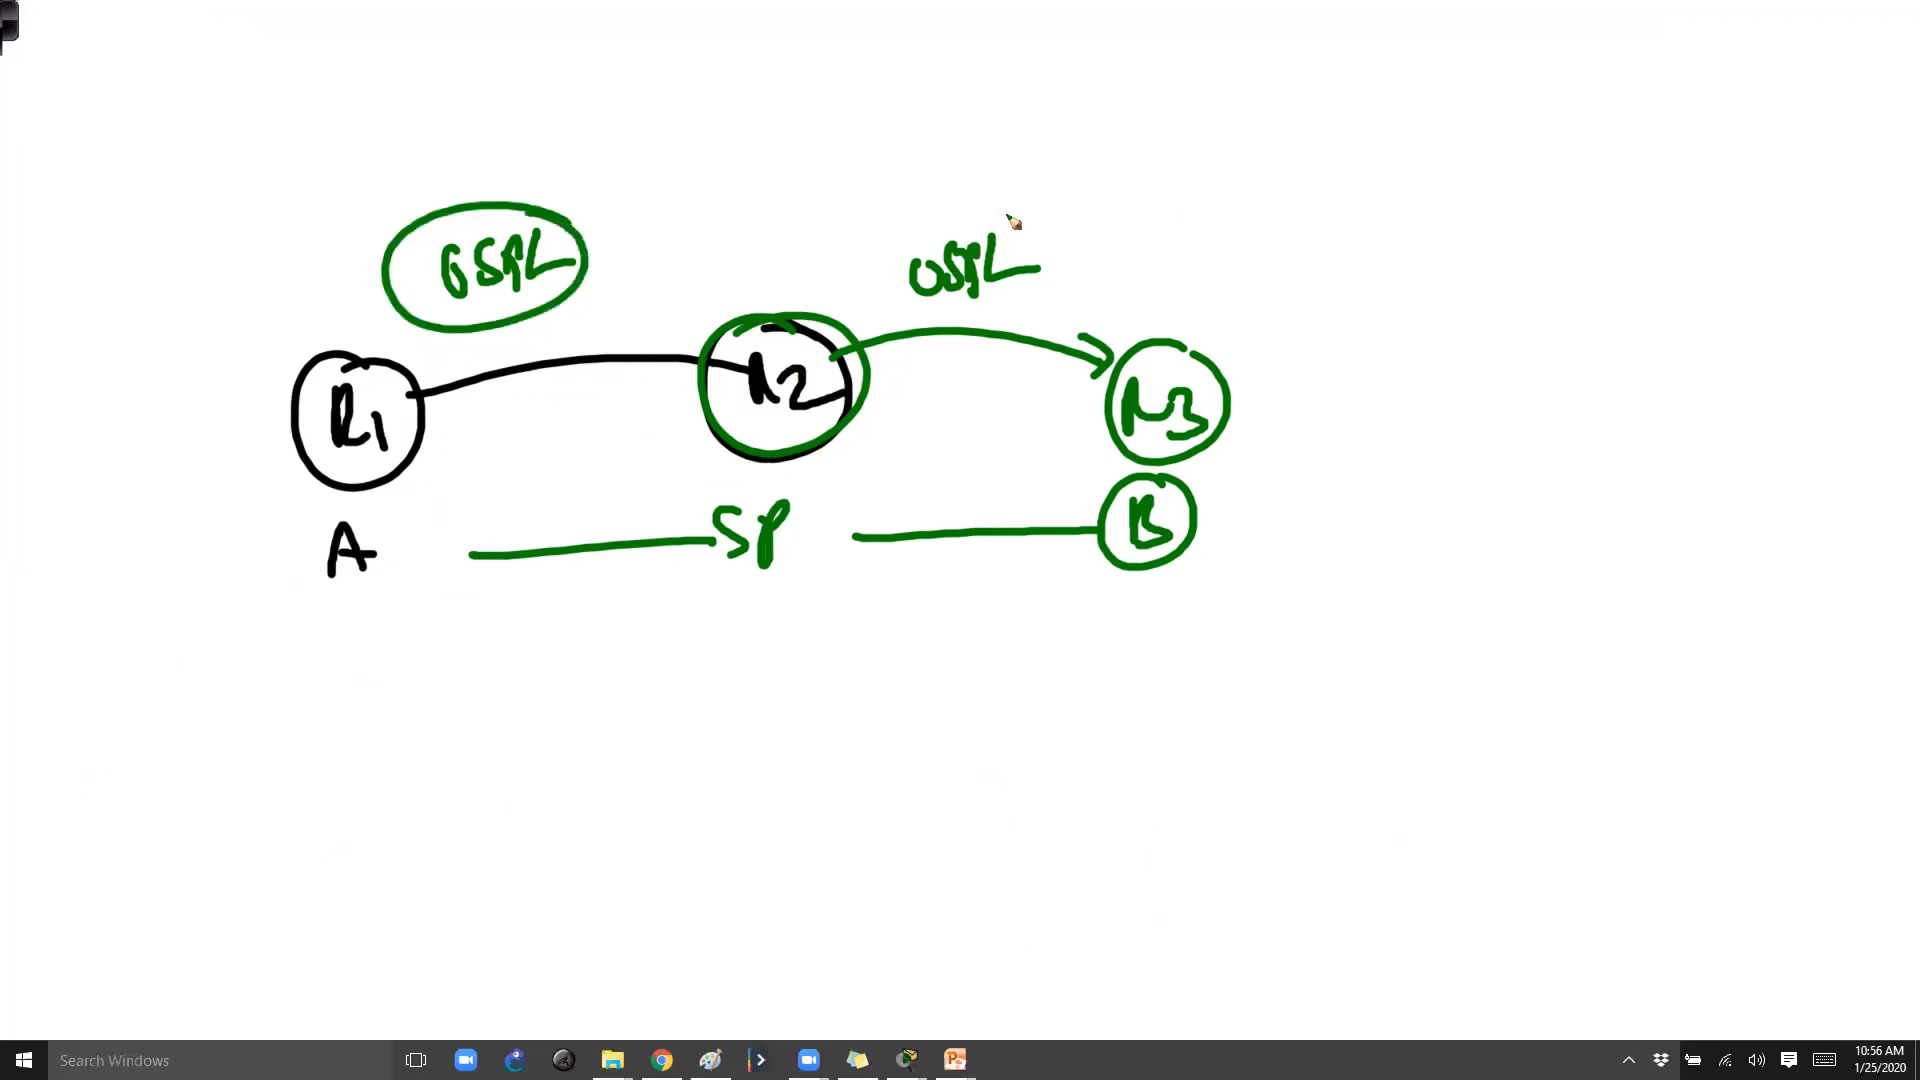 OSPF
OSPF
R1
R2
R3
A
SP
B
Search Windows
10:56 AM
1/25/2020